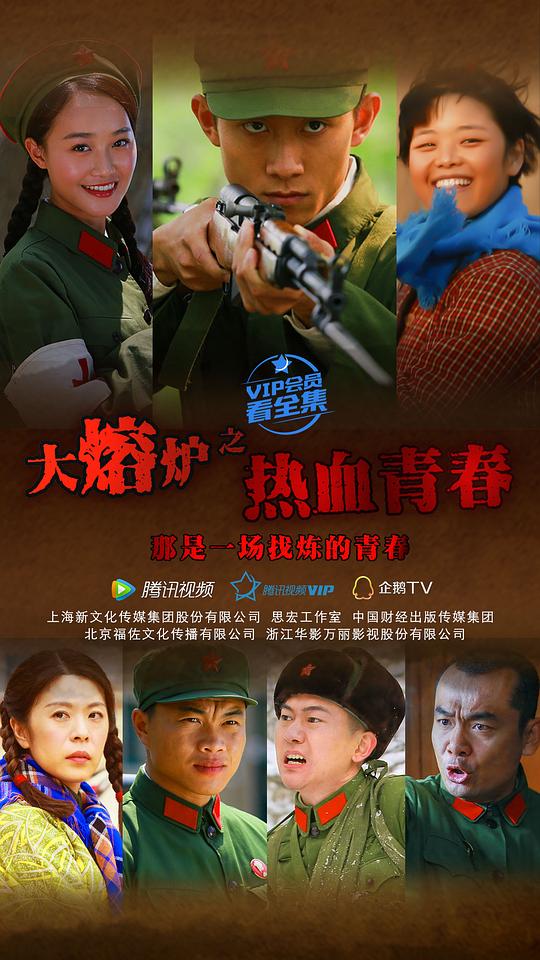 VIP会员
看全集
大熔炉之热血青春
那是一场找炼的青春
腾讯视频 腾讯视频VIP 企鹅TV
上海新文化传媒集团股份有限公司 思宏工作室 中国财经出版传媒集团
北京福佐文化传播有限公司 浙江华影万丽影视股份有限公司